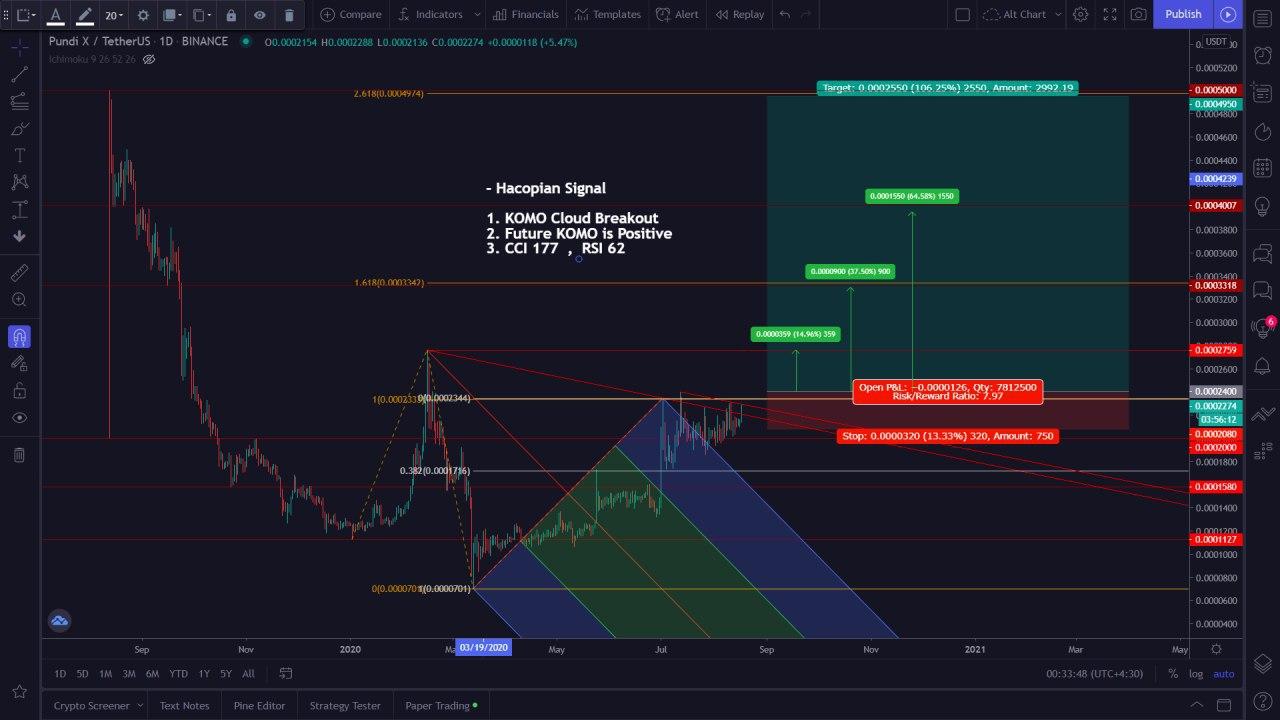 20
Compare
Indicators
Financials
Templates
Alert
Replay
Alt Chart
Publish
Pundi X / TetherUS · 1D · BINANCE
O0.0002154 H0.0002288 L0.0002136 C0.0002274 +0.0000118 (+5.47%)
Ichimoku 9 26 52 26
USDT
0.0005200
2.618(0.0004974)
Target: 0.0002550 (106.25%) 2550, Amount: 2992.19
0.0005000
0.0004950
0.0004800
0.0004600
0.0004400
0.0004239
- Hacopian Signal
0.0001550 (64.58%) 1550
0.0004007
1. KOMO Cloud Breakout
2. Future KOMO is Positive
3. CCI 177 , RSI 62
0.0003800
0.0003600
0.0003400
0.0000900 (37.50%) 900
1.618(0.0003342)
0.0003318
0.0003200
0.0003000
0.0000359 (14.96%) 359
0.0002759
0.0002600
Open P&L: −0.0000126, Qty: 7812500
Risk/Reward Ratio: 7.97
0.0002400
0(0.0002344)
0.0002274
03:56:12
Stop: 0.0000320 (13.33%) 320, Amount: 750
0.0002080
0.0002000
0.0001800
0.382(0.0001716)
0.0001580
0.0001400
0.0001200
0.0001127
0.0001000
0.0000800
1(0.0000701)
0.0000600
0.0000400
6
Sep
Nov
2020
03/19/2020
May
Jul
Sep
Nov
2021
Mar
May
1D 5D 1M 3M 6M YTD 1Y 5Y All
00:33:48 (UTC+4:30)
% log auto
Crypto Screener
Text Notes
Pine Editor
Strategy Tester
Paper Trading